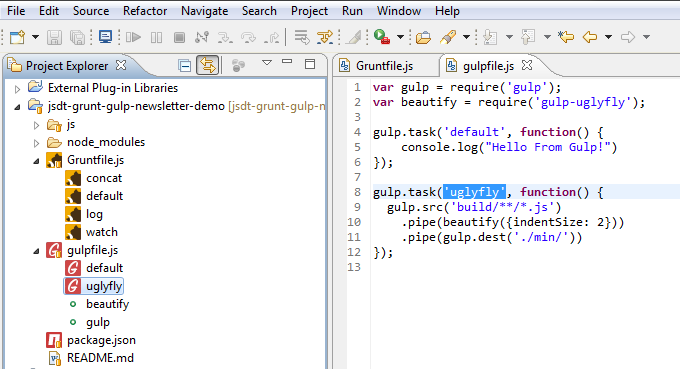 File Edit Source Refactor Navigate Search Project Run Window Help
Project Explorer
External Plug-in Libraries
jsdt-grunt-gulp-newsletter-demo [jsdt-grunt-gulp-n
js
node_modules
Gruntfile.js
concat
default
log
watch
gulpfile.js
default
uglyfly
beautify
gulp
package.json
README.md
Gruntfile.js gulpfile.js
1 var gulp = require('gulp');
2 var beautify = require('gulp-uglyfly');
3
4 gulp.task('default', function() {
5 console.log("Hello From Gulp!")
6 });
7
8 gulp.task('uglyfly', function() {
9 gulp.src('build/**/*.js')
10 .pipe(beautify({indentSize: 2}))
11 .pipe(gulp.dest('./min/'))
12 });
13